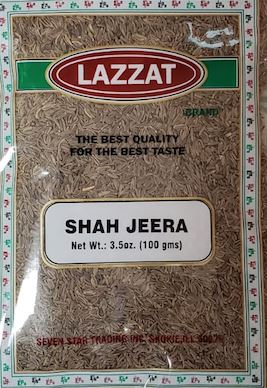 LAZZAT
BRAND
THE BEST QUALITY
FOR THE BEST TASTE
SHAH JEERA
Net Wt.: 3.5oz. (100 gms)
SEVEN STAR TRADING INC. SKOKIE,